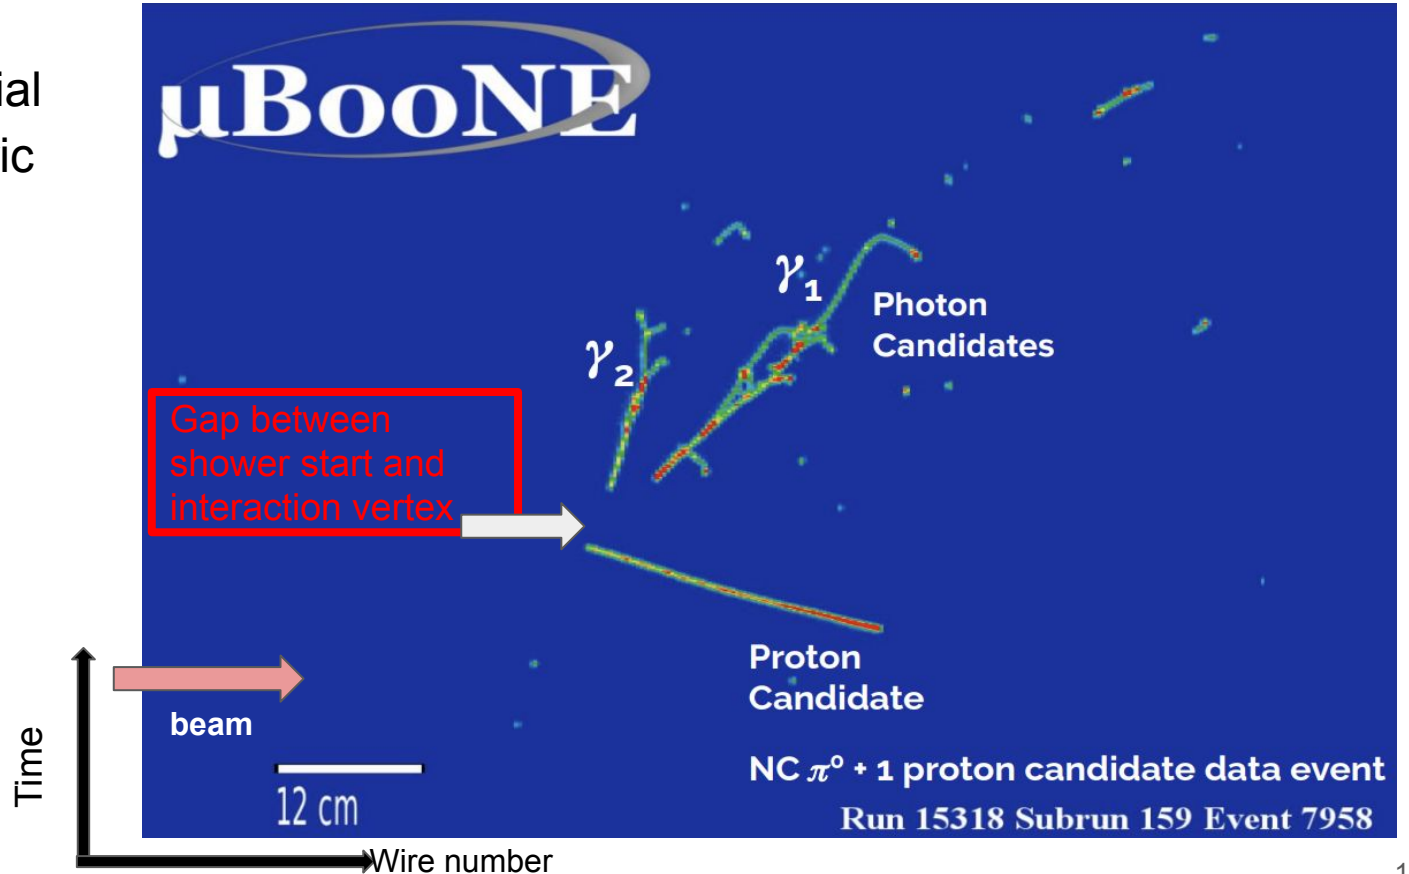 ial
ic
µBooNE
γ1
Photon
Candidates
γ2
Gap between
shower start and
interaction vertex
Proton
Candidate
beam
Time
12 cm
NC π⁰ + 1 proton candidate data event
Run 15318 Subrun 159 Event 7958
Wire number